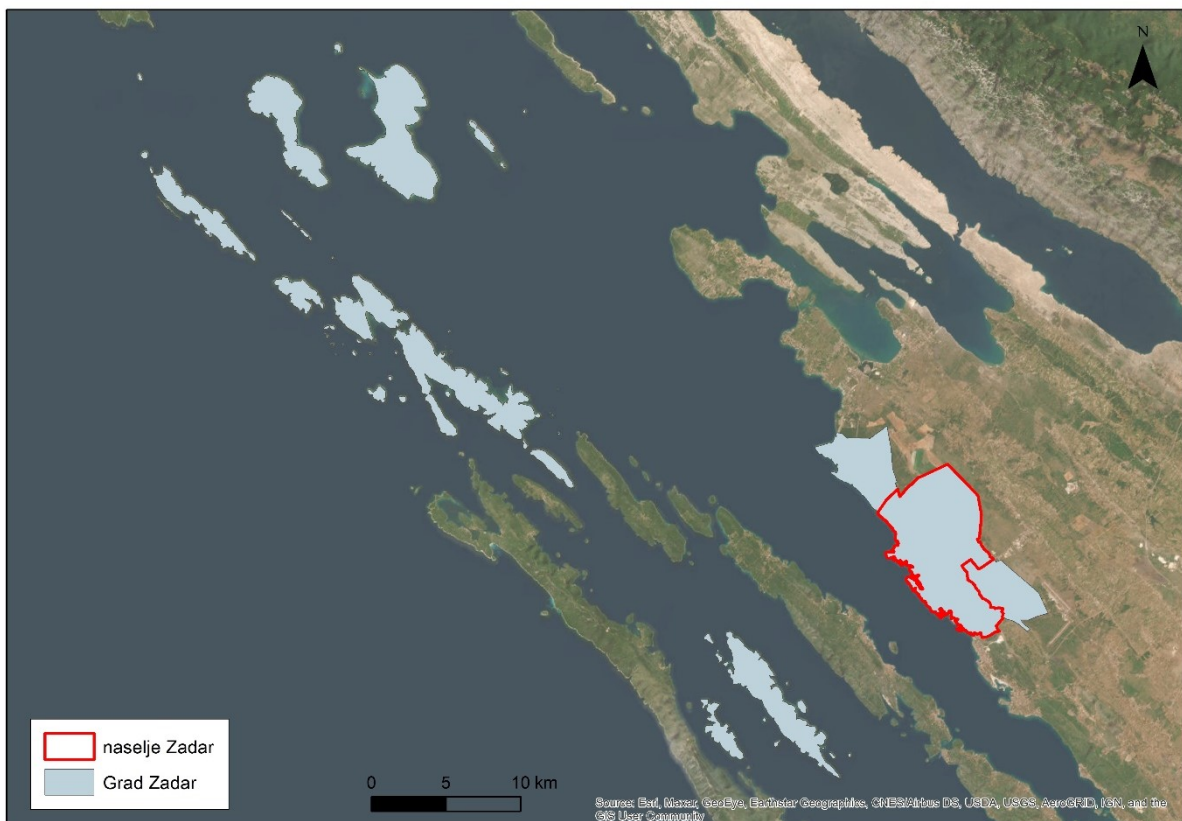 N
naselje Zadar
Grad Zadar
0 5 10 km
Source: Esri, Maxar, GeoEye, Earthstar Geographics, CNES/Airbus DS, USDA, USGS, AeroGRID, IGN, and the
GIS User Community